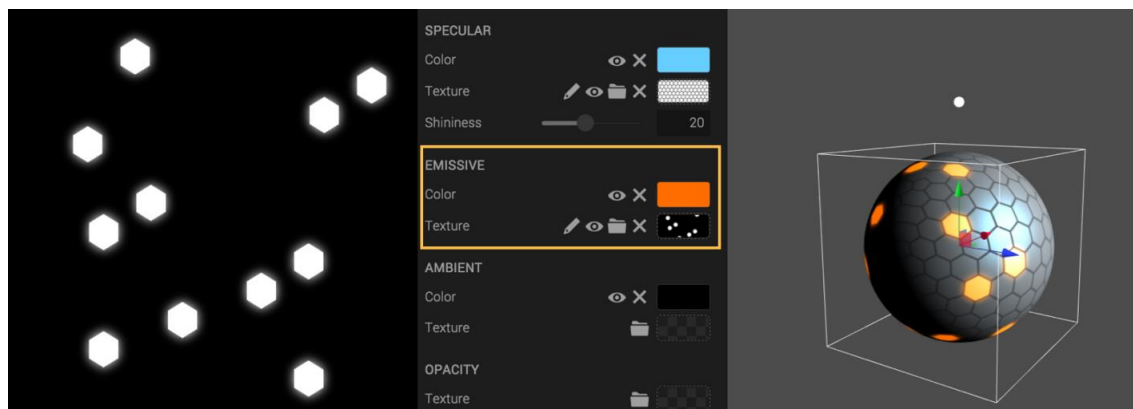 SPECULAR
Color
Texture
Shininess 20
EMISSIVE
Color
Texture
AMBIENT
Color
Texture
OPACITY
Texture